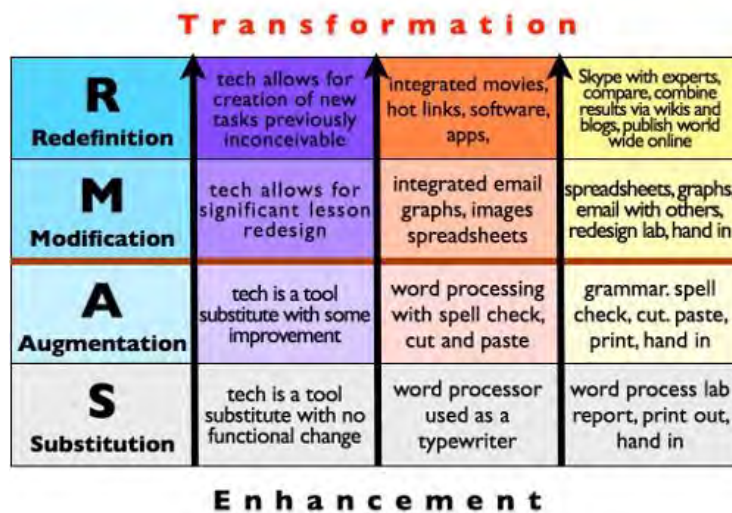 Transformation
R
Redefinition
tech allows for
creation of new
tasks previously
inconceivable
integrated movies,
hot links, software,
apps,
Skype with experts,
compare, combine
results via wikis and
blogs, publish world
wide online
M
Modification
tech allows for
significant lesson
redesign
integrated email
graphs, images
spreadsheets
spreadsheets, graphs
email with others,
redesign lab, hand in
A
Augmentation
tech is a tool
substitute with some
improvement
word processing
with spell check,
cut and paste
grammar. spell
check, cut. paste,
print, hand in
S
Substitution
tech is a tool
substitute with no
functional change
word processor
used as a
typewriter
word process lab
report, print out,
hand in
Enhancement